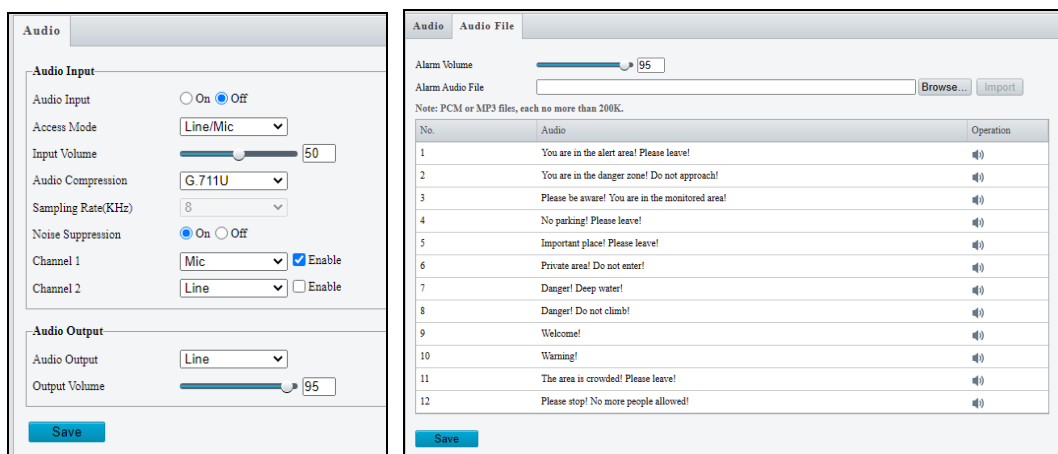 Audio
Audio Input
Audio Input On Off
Access Mode Line/Mic
Input Volume 50
Audio Compression G.711U
Sampling Rate(KHz) 8
Noise Suppression On Off
Channel 1 Mic Enable
Channel 2 Line Enable
Audio Output
Audio Output Line
Output Volume 95
Save
Audio Audio File
Alarm Volume 95
Alarm Audio File Browse... Import
Note: PCM or MP3 files, each no more than 200K.
No. Audio Operation
1 You are in the alert area! Please leave!
2 You are in the danger zone! Do not approach!
3 Please be aware! You are in the monitored area!
4 No parking! Please leave!
5 Important place! Please leave!
6 Private area! Do not enter!
7 Danger! Deep water!
8 Danger! Do not climb!
9 Welcome!
10 Warning!
11 The area is crowded! Please leave!
12 Please stop! No more people allowed!
Save